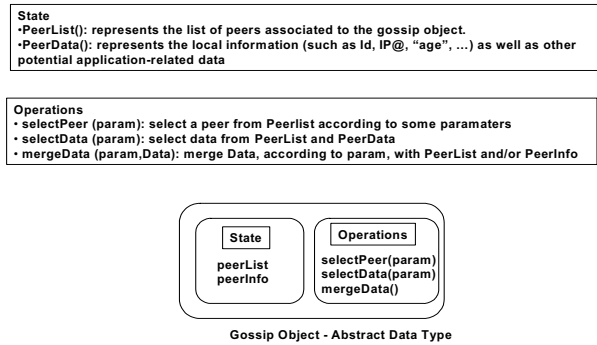 State
•PeerList(): represents the list of peers associated to the gossip object.
•PeerData(): represents the local information (such as Id, IP@, “age”, …) as well as other
potential application-related data
Operations
• selectPeer (param): select a peer from Peerlist according to some paramaters
• selectData (param): select data from PeerList and PeerData
• mergeData (param,Data): merge Data, according to param, with PeerList and/or PeerInfo
State
peerList
peerInfo
Operations
selectPeer(param)
selectData(param)
mergeData()
Gossip Object - Abstract Data Type